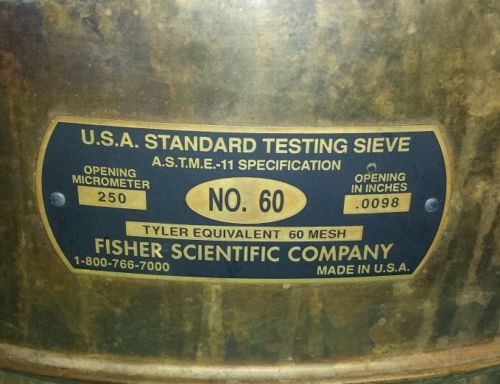 U.S.A. STANDARD TESTING SIEVE
A.S.T.M.E.-11 SPECIFICATION
OPENING
MICROMETER
250
NO. 60
OPENING
IN INCHES
.0098
TYLER EQUIVALENT 60 MESH
FISHER SCIENTIFIC COMPANY
1-800-766-7000
MADE IN U.S.A.